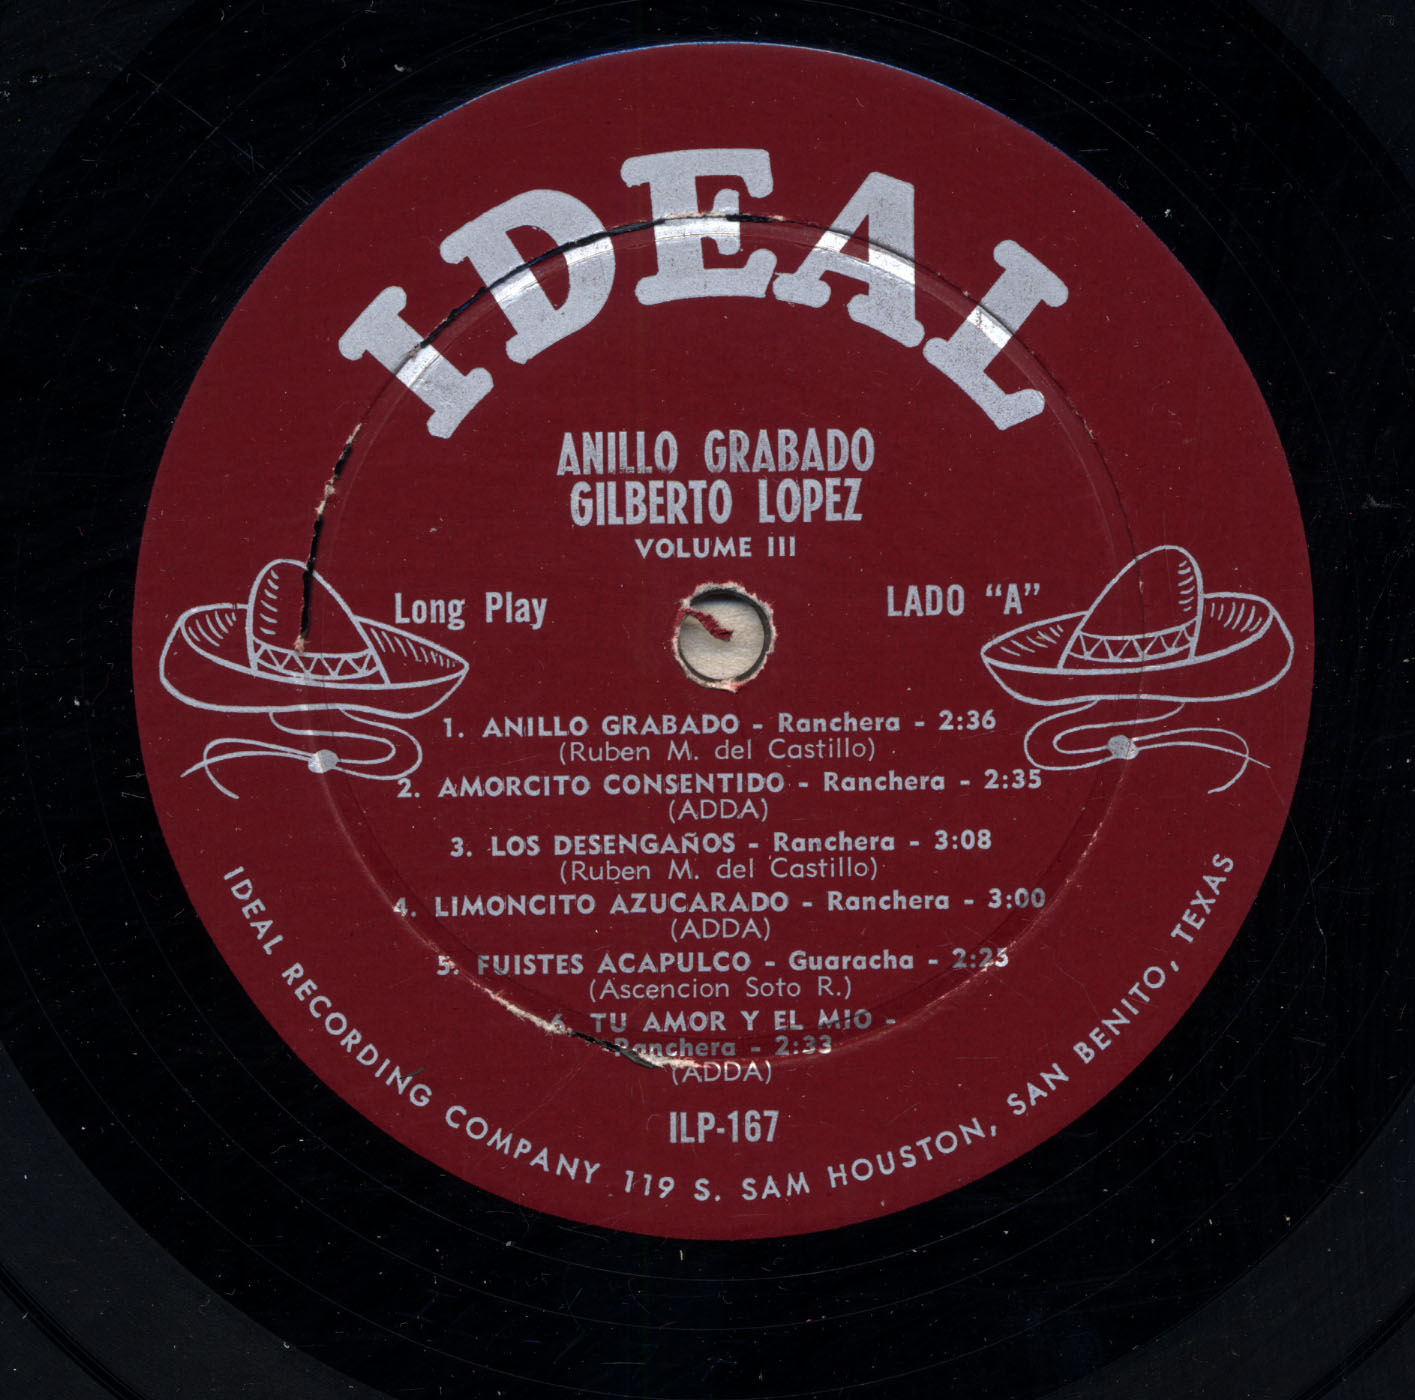 IDEAL
ANILLO GRABADO
GILBERTO LOPEZ
VOLUME III
Long Play
LADO "A"
1. ANILLO GRABADO - Ranchera - 2:36
(Ruben M. del Castillo)
2. AMORCITO CONSENTIDO - Ranchera - 2:35
(ADDA)
3. LOS DESENGAÑOS - Ranchera - 3:08
(Ruben M. del Castillo)
4. LIMONCITO AZUCARADO - Ranchera - 3:00
(ADDA)
5. FUISTES ACAPULCO - Guaracha - 2:25
(Ascencion Soto R.)
6. TU AMOR Y EL MIO -
Ranchera - 2:33
(ADDA)
ILP-167
IDEAL RECORDING COMPANY 119 S. SAM HOUSTON, SAN BENITO, TEXAS